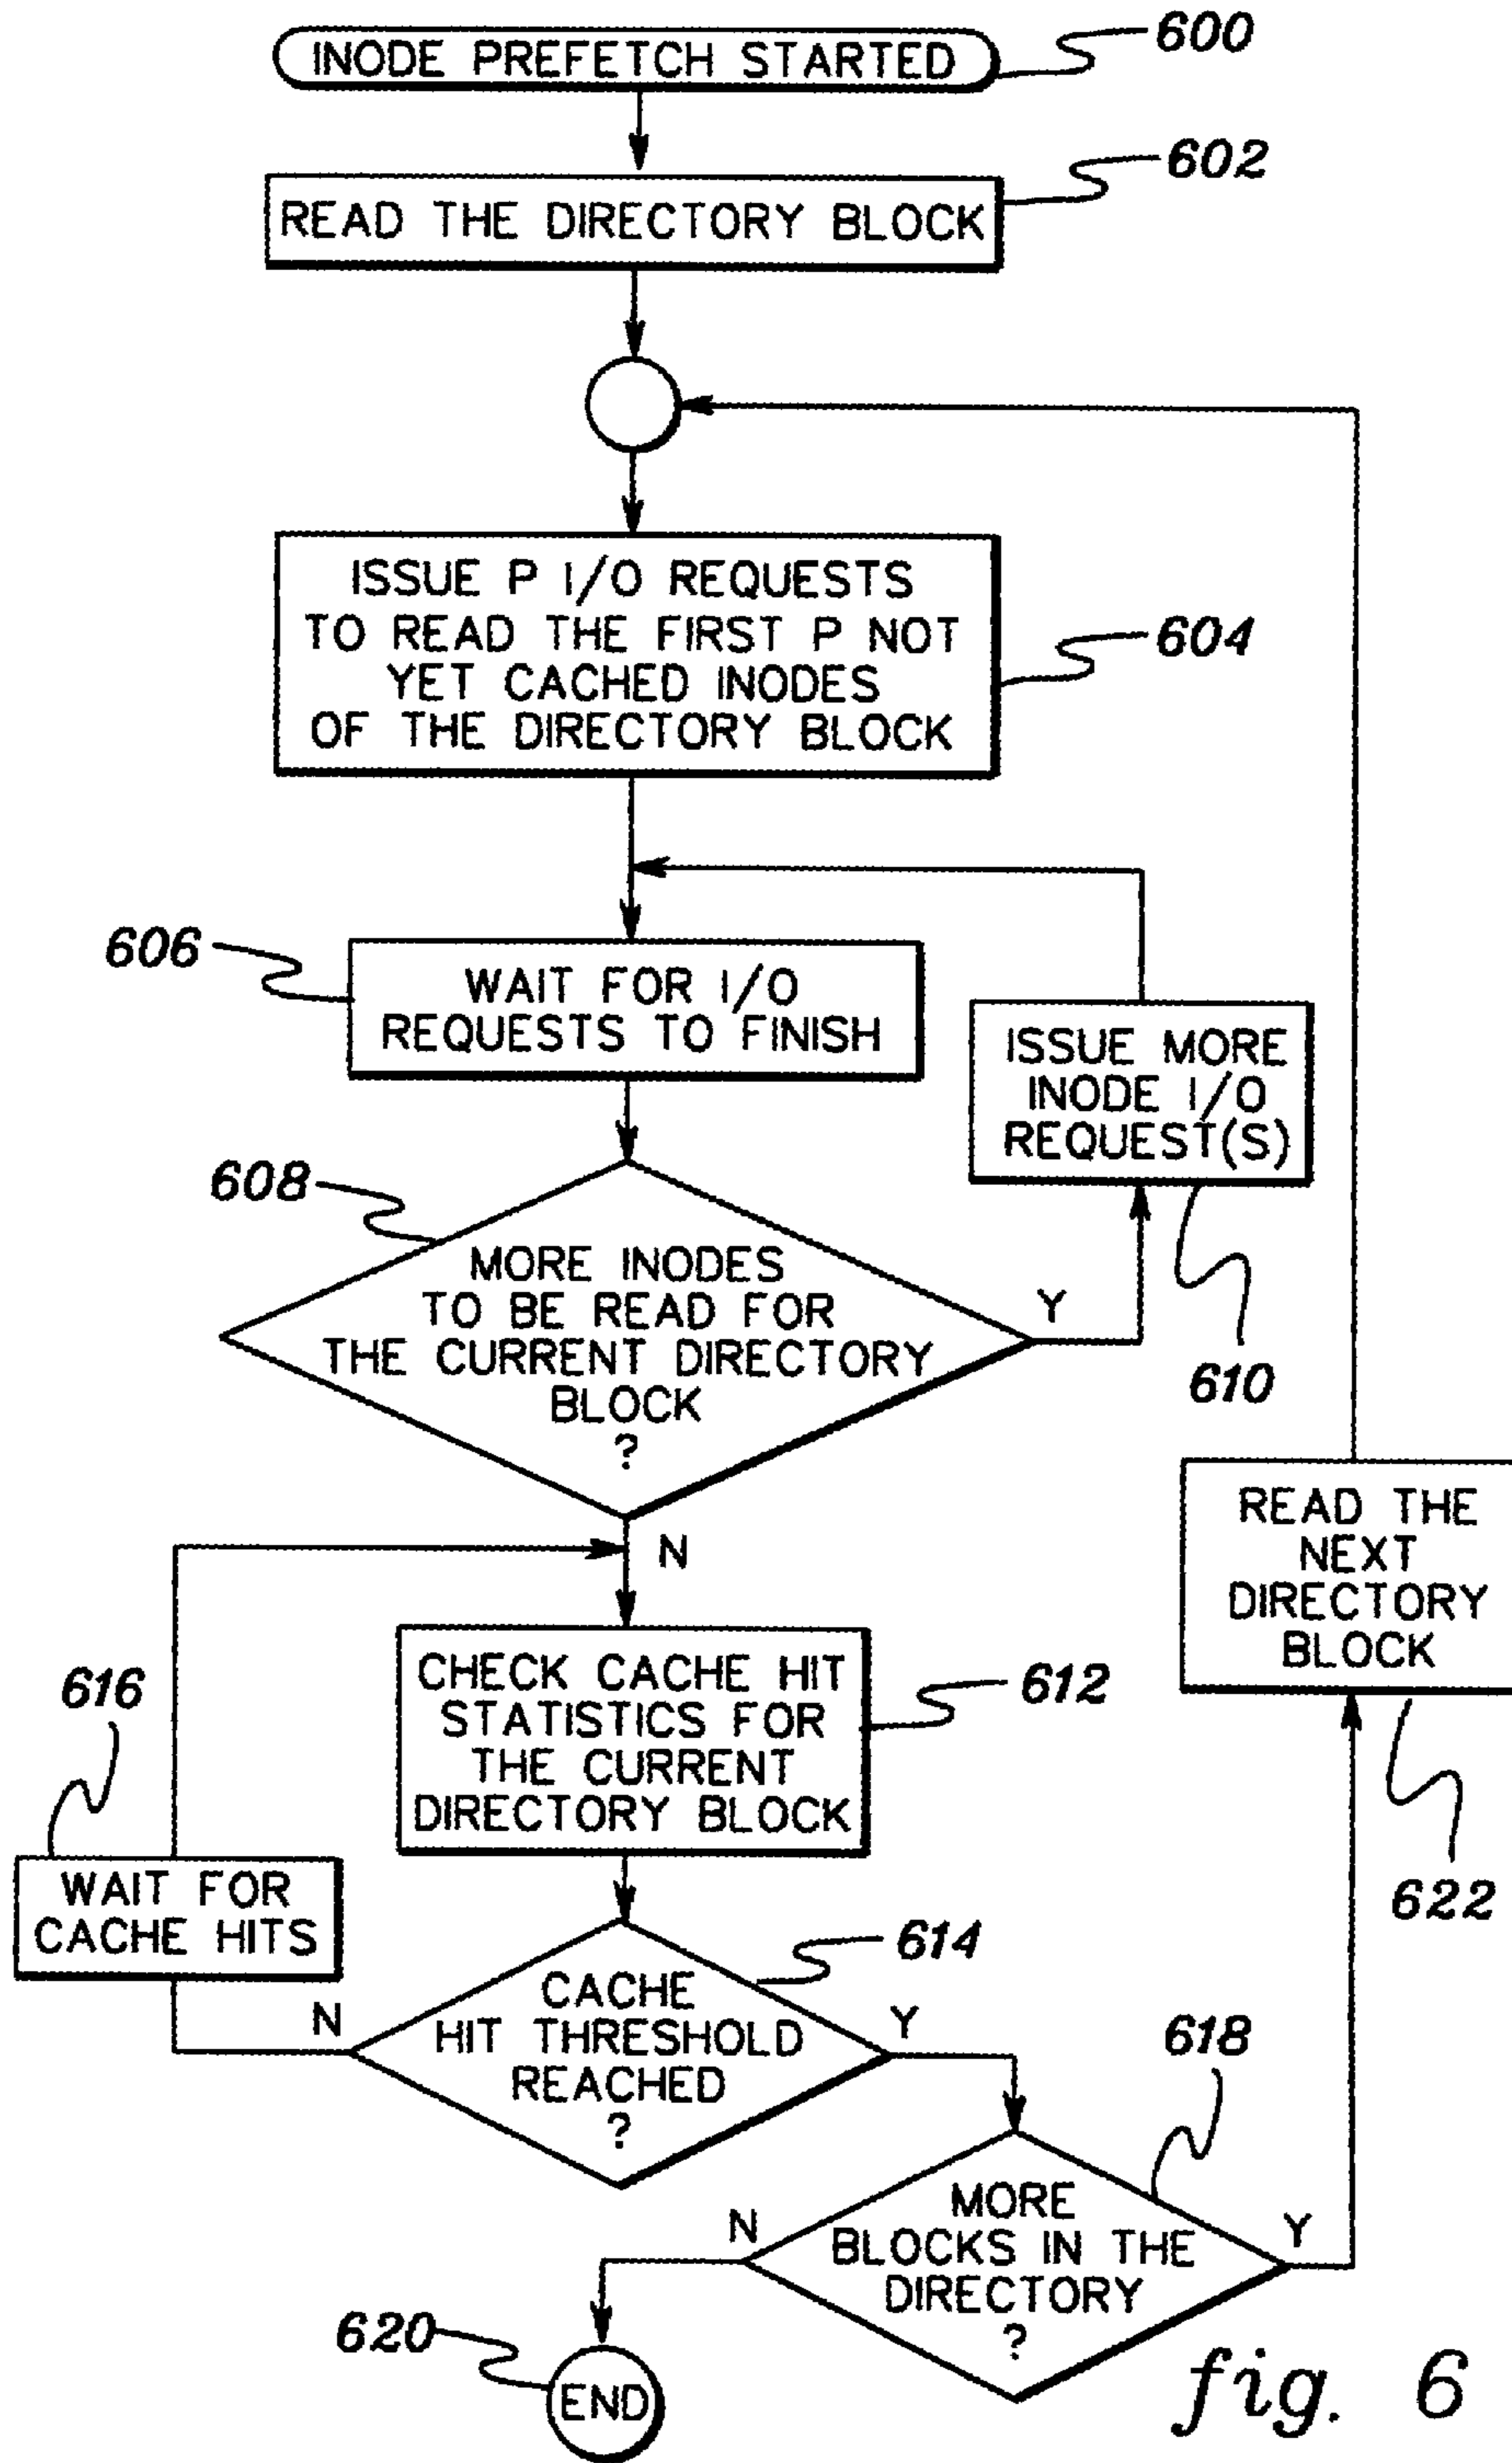 INODE PREFETCH STARTED
600
602
READ THE DIRECTORY BLOCK
ISSUE P I/O REQUESTS
TO READ THE FIRST P NOT
YET CACHED INODES
OF THE DIRECTORY BLOCK
604
606
WAIT FOR I/O
REQUESTS TO FINISH
ISSUE MORE
INODE I/O
REQUEST(S)
610
608
MORE INODES
TO BE READ FOR
THE CURRENT DIRECTORY
BLOCK
?
Y
N
READ THE
NEXT
DIRECTORY
BLOCK
622
616
WAIT FOR
CACHE HITS
CHECK CACHE HIT
STATISTICS FOR
THE CURRENT
DIRECTORY BLOCK
612
614
CACHE
HIT THRESHOLD
REACHED
?
N
Y
618
MORE
BLOCKS IN THE
DIRECTORY
?
N
Y
620
END
fig. 6